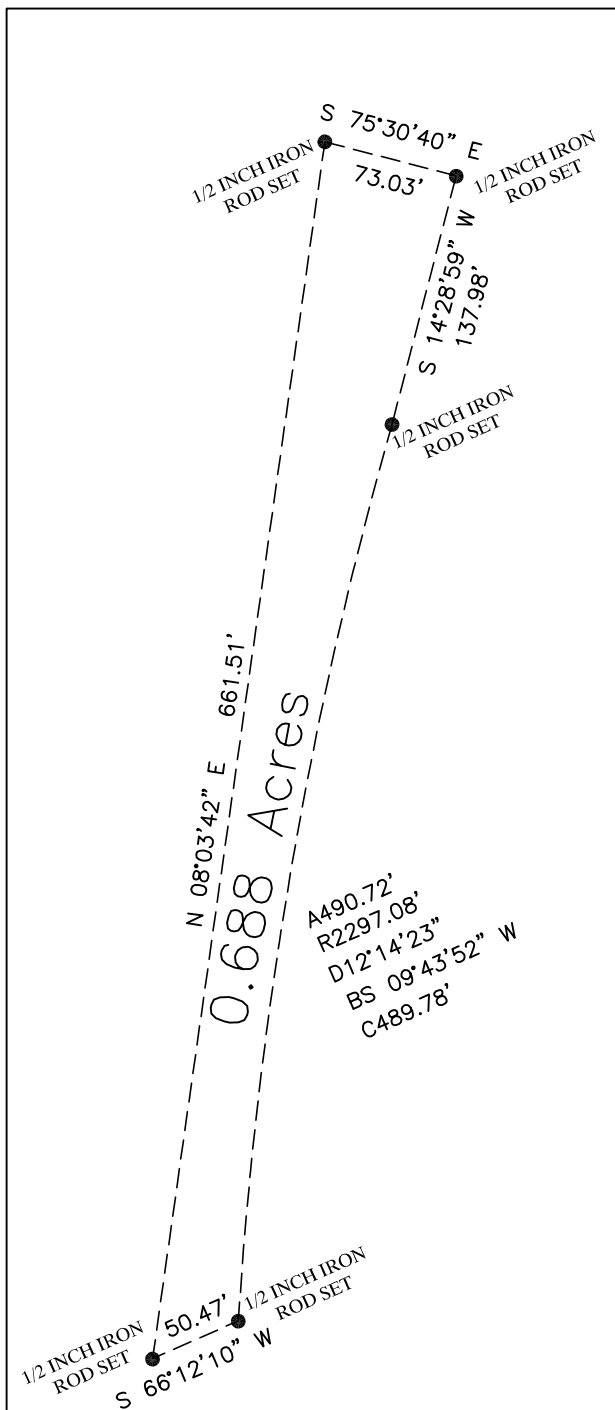 S 75°30'40" E
73.03'
1/2 INCH IRON
ROD SET
1/2 INCH IRON
ROD SET
S 14°28'59" W
137.98'
1/2 INCH IRON
ROD SET
N 08°03'42" E 661.51'
0.688 Acres
A490.72'
R2297.08'
D12°14'23"
BS 09°43'52" W
C489.78'
50.47'
1/2 INCH IRON
ROD SET
1/2 INCH IRON
ROD SET
S 66°12'10" W